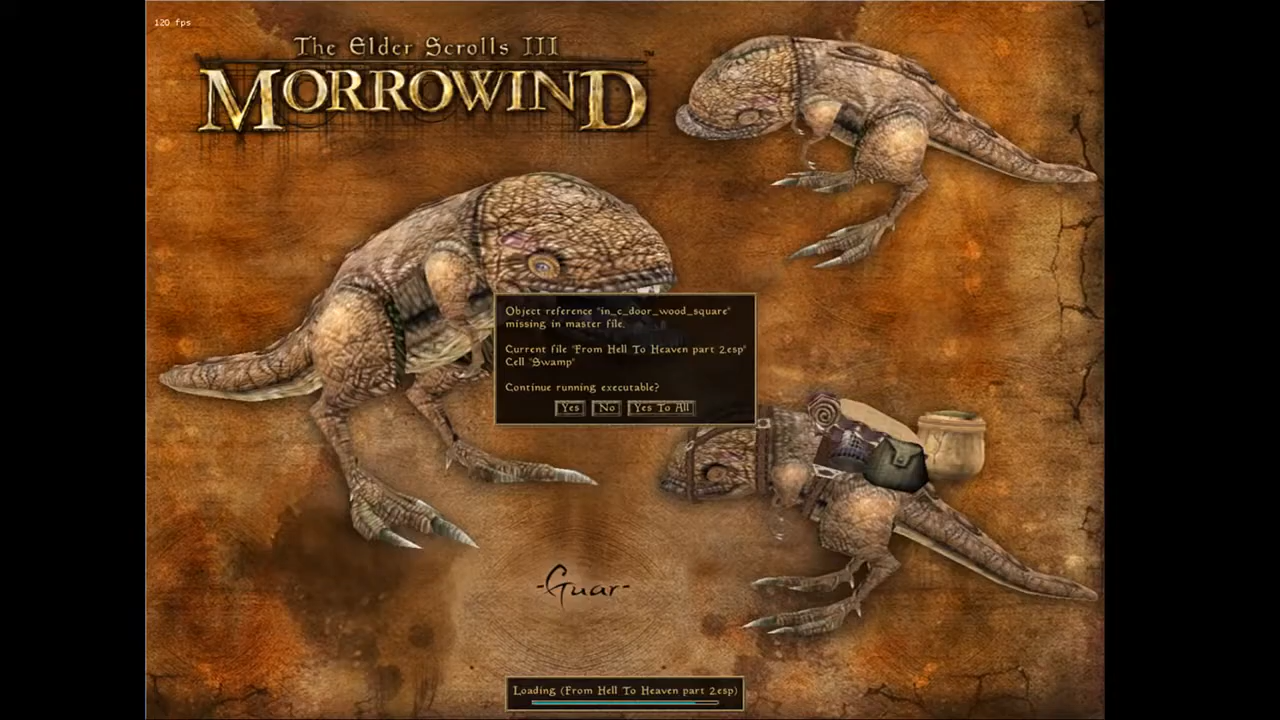 120 fps
The Elder Scrolls III
MORROWIND
™
Object reference "in_c_door_wood_square"
missing in master file.
Current file "From Hell To Heaven part 2.esp"
Cell "Swamp"
Continue running executable?
Yes No Yes To All
-Guar-
Loading (From Hell To Heaven part 2.esp)